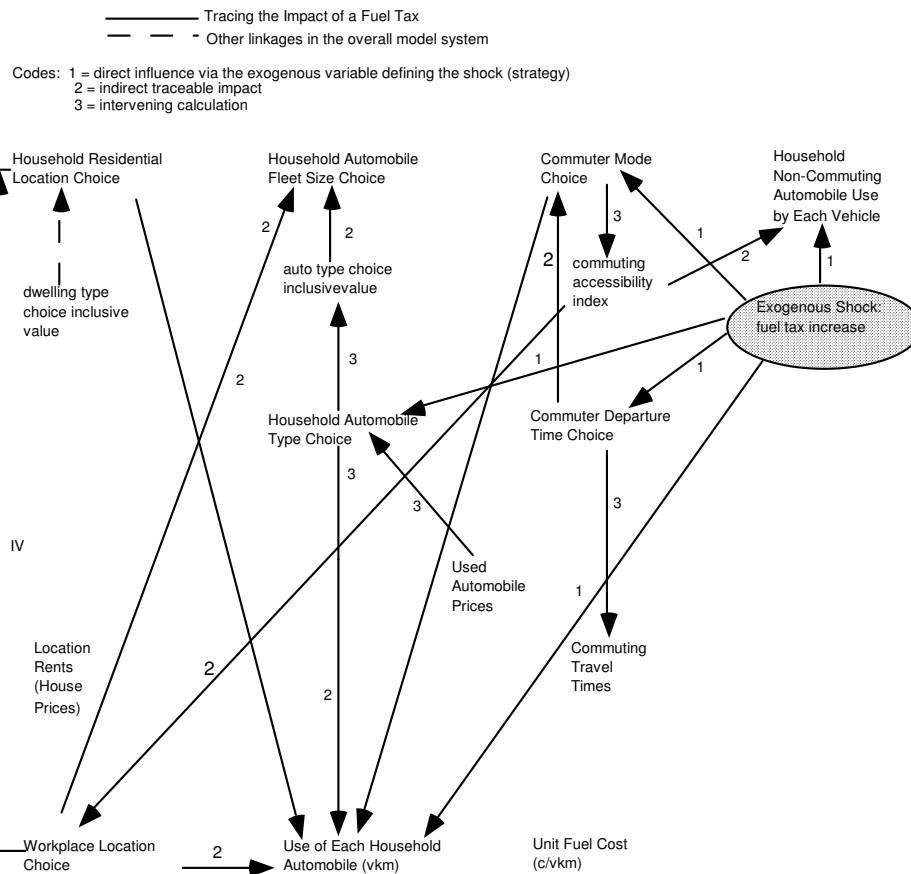 Tracing the Impact of a Fuel Tax
Other linkages in the overall model system
Codes: 1 = direct influence via the exogenous variable defining the shock (strategy)
2 = indirect traceable impact
3 = intervening calculation
Household Residential
Location Choice
Household Automobile
Fleet Size Choice
Commuter Mode
Choice
Household
Non-Commuting
Automobile Use
by Each Vehicle
2
2
3
1
2
1
2
dwelling type
choice inclusive
value
auto type choice
inclusivevalue
commuting
accessibility
index
Exogenous Shock:
fuel tax increase
2
3
1
1
Household Automobile
Type Choice
Commuter Departure
Time Choice
3
3
3
IV
Used
Automobile
Prices
1
Location
Rents
(House
Prices)
2
2
Commuting
Travel
Times
Workplace Location
Choice
2
Use of Each Household
Automobile (vkm)
Unit Fuel Cost
(c/vkm)